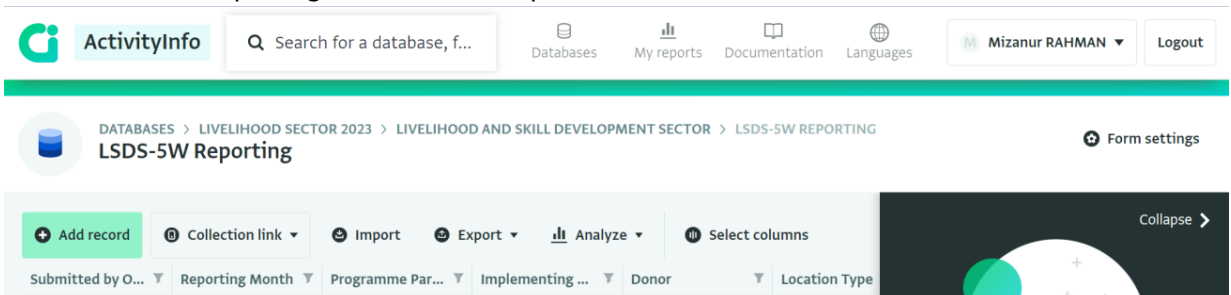 ActivityInfo
Search for a database, f...
Databases
My reports
Documentation
Languages
M Mizanur RAHMAN
Logout
DATABASES > LIVELIHOOD SECTOR 2023 > LIVELIHOOD AND SKILL DEVELOPMENT SECTOR > LSDS-5W REPORTING
LSDS-5W Reporting
Form settings
Add record
Collection link
Import
Export
Analyze
Select columns
Collapse
Submitted by O...
Reporting Month
Programme Par...
Implementing ...
Donor
Location Type